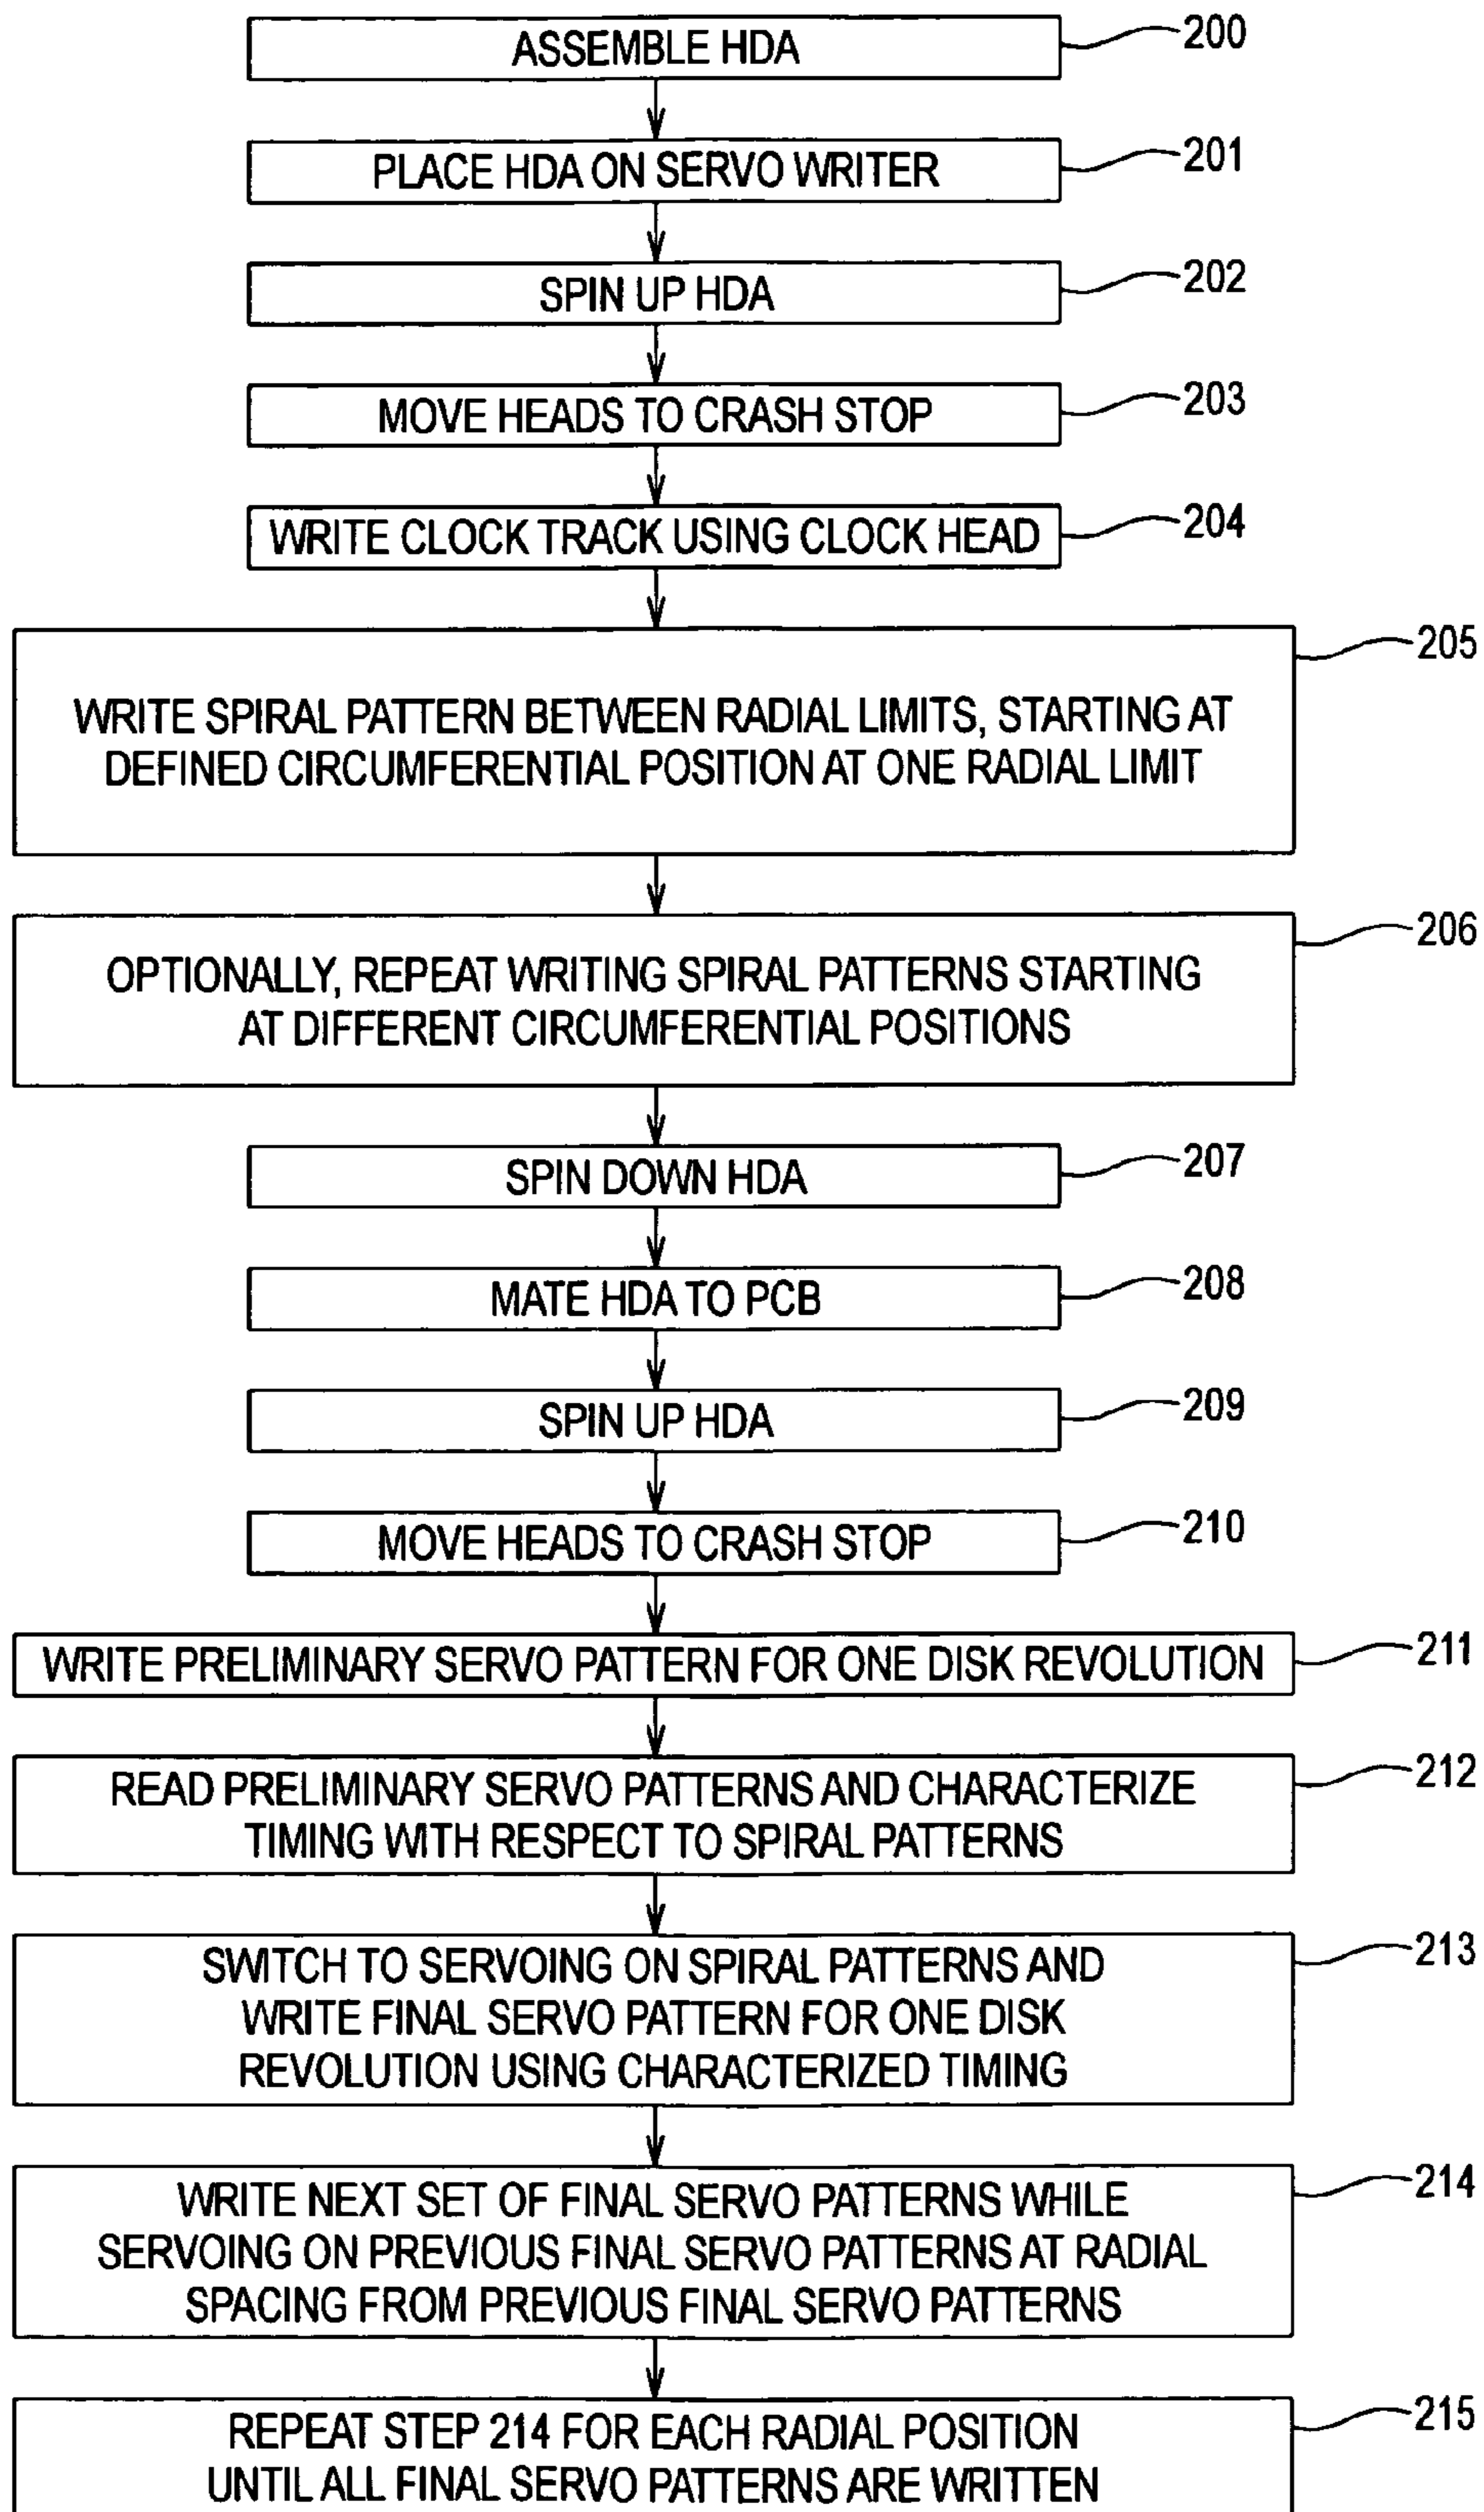 ASSEMBLE HDA
200
PLACE HDA ON SERVO WRITER
201
SPIN UP HDA
202
MOVE HEADS TO CRASH STOP
203
WRITE CLOCK TRACK USING CLOCK HEAD
204
WRITE SPIRAL PATTERN BETWEEN RADIAL LIMITS, STARTING AT
DEFINED CIRCUMFERENTIAL POSITION AT ONE RADIAL LIMIT
205
OPTIONALLY, REPEAT WRITING SPIRAL PATTERNS STARTING
AT DIFFERENT CIRCUMFERENTIAL POSITIONS
206
SPIN DOWN HDA
207
MATE HDA TO PCB
208
SPIN UP HDA
209
MOVE HEADS TO CRASH STOP
210
WRITE PRELIMINARY SERVO PATTERN FOR ONE DISK REVOLUTION
211
READ PRELIMINARY SERVO PATTERNS AND CHARACTERIZE
TIMING WITH RESPECT TO SPIRAL PATTERNS
212
SWITCH TO SERVOING ON SPIRAL PATTERNS AND
WRITE FINAL SERVO PATTERN FOR ONE DISK
REVOLUTION USING CHARACTERIZED TIMING
213
WRITE NEXT SET OF FINAL SERVO PATTERNS WHILE
SERVOING ON PREVIOUS FINAL SERVO PATTERNS AT RADIAL
SPACING FROM PREVIOUS FINAL SERVO PATTERNS
214
REPEAT STEP 214 FOR EACH RADIAL POSITION
UNTIL ALL FINAL SERVO PATTERNS ARE WRITTEN
215